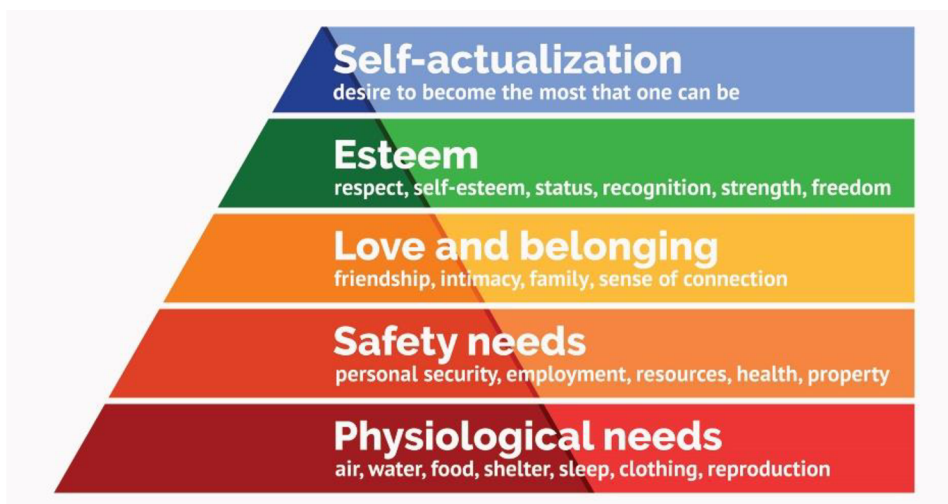 Self-actualization
desire to become the most that one can be
Esteem
respect, self-esteem, status, recognition, strength, freedom
Love and belonging
friendship, intimacy, family, sense of connection
Safety needs
personal security, employment, resources, health, property
Physiological needs
air, water, food, shelter, sleep, clothing, reproduction